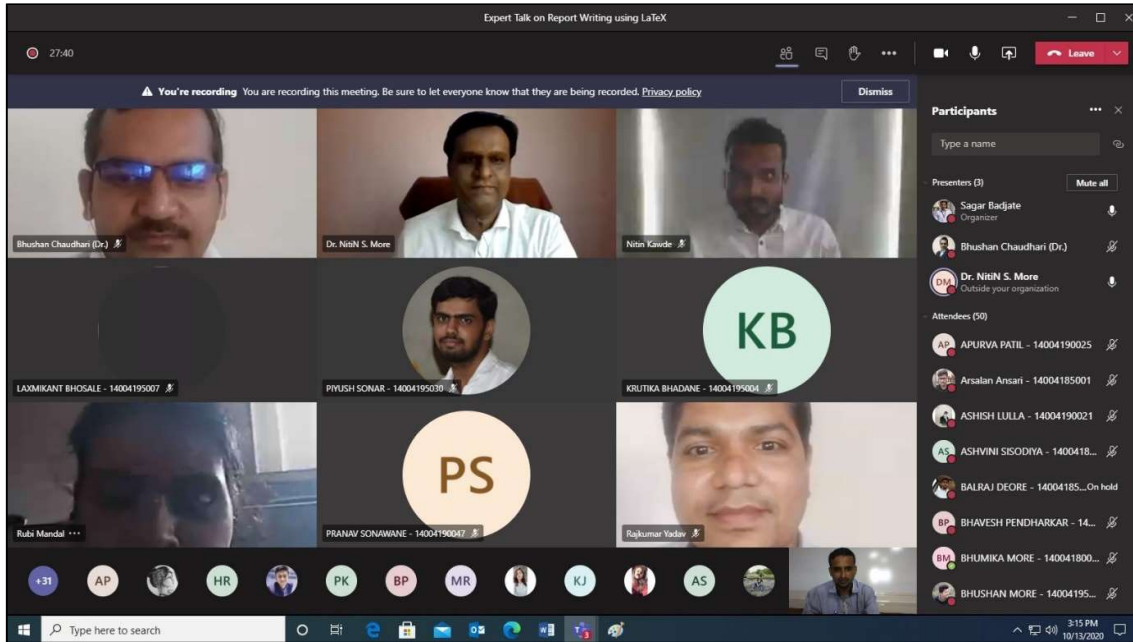 Expert Talk on Report Writing using LaTeX
27:40
Leave
You're recording You are recording this meeting. Be sure to let everyone know that they are being recorded. Privacy policy
Dismiss
Bhushan Chaudhari (Dr.)
Dr. NitiN S. More
Nitin Kawde
LAXMIKANT BHOSALE - 14004195007
PIYUSH SONAR - 14004195030
KB
KRUTIKA BHADANE - 14004195004
Rubi Mandal
PS
PRANAV SONAWANE - 14004190047
Rajkumar Yadav
+31
AP
HR
PK
BP
MR
KJ
AS
Participants
Type a name
Presenters (3)
Mute all
Sagar Badjate
Organizer
Bhushan Chaudhari (Dr.)
DM
Dr. NitiN S. More
Outside your organization
Attendees (50)
AP APURVA PATIL - 14004190025
Arsalan Ansari - 14004185001
ASHISH LULLA - 14004190021
AS ASHVINI SISODIYA - 1400418...
BALRAJ DEORE - 14004185... On hold
BP BHAVESH PENDHARKAR - 14...
BM BHUMIKA MORE - 140041800...
BHUSHAN MORE - 14004195...
Type here to search
3:15 PM
10/13/2020